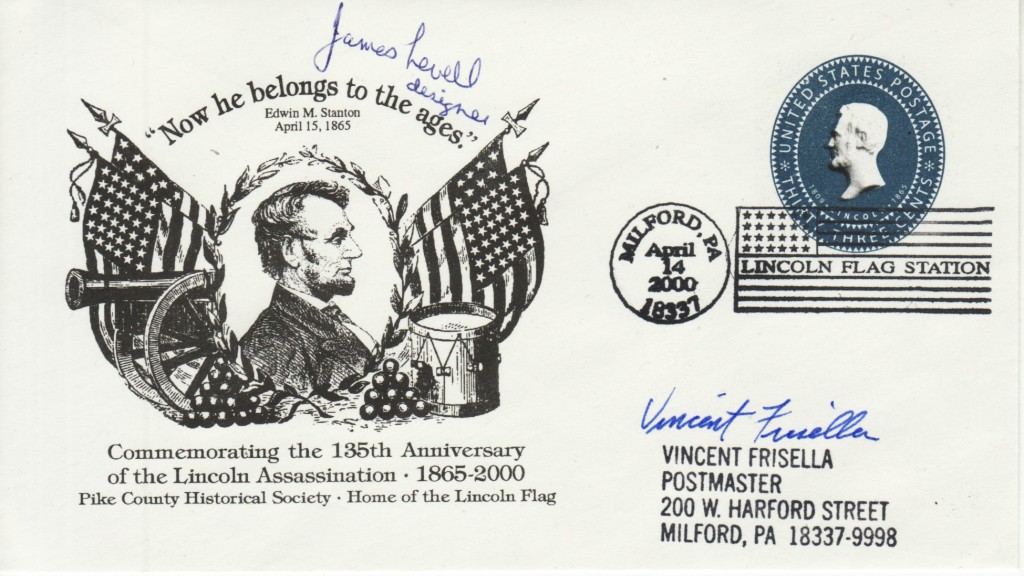 James Lovell
designer
"Now he belongs to the ages."
Edwin M. Stanton
April 15, 1865
Commemorating the 135th Anniversary
of the Lincoln Assassination · 1865-2000
Pike County Historical Society · Home of the Lincoln Flag
UNITED STATES POSTAGE
THIRTY-THREE CENTS
1809 LINCOLN 1865
MILFORD, PA
April
14
2000
18337
LINCOLN FLAG STATION
Vincent Frisella
VINCENT FRISELLA
POSTMASTER
200 W. HARFORD STREET
MILFORD, PA 18337-9998